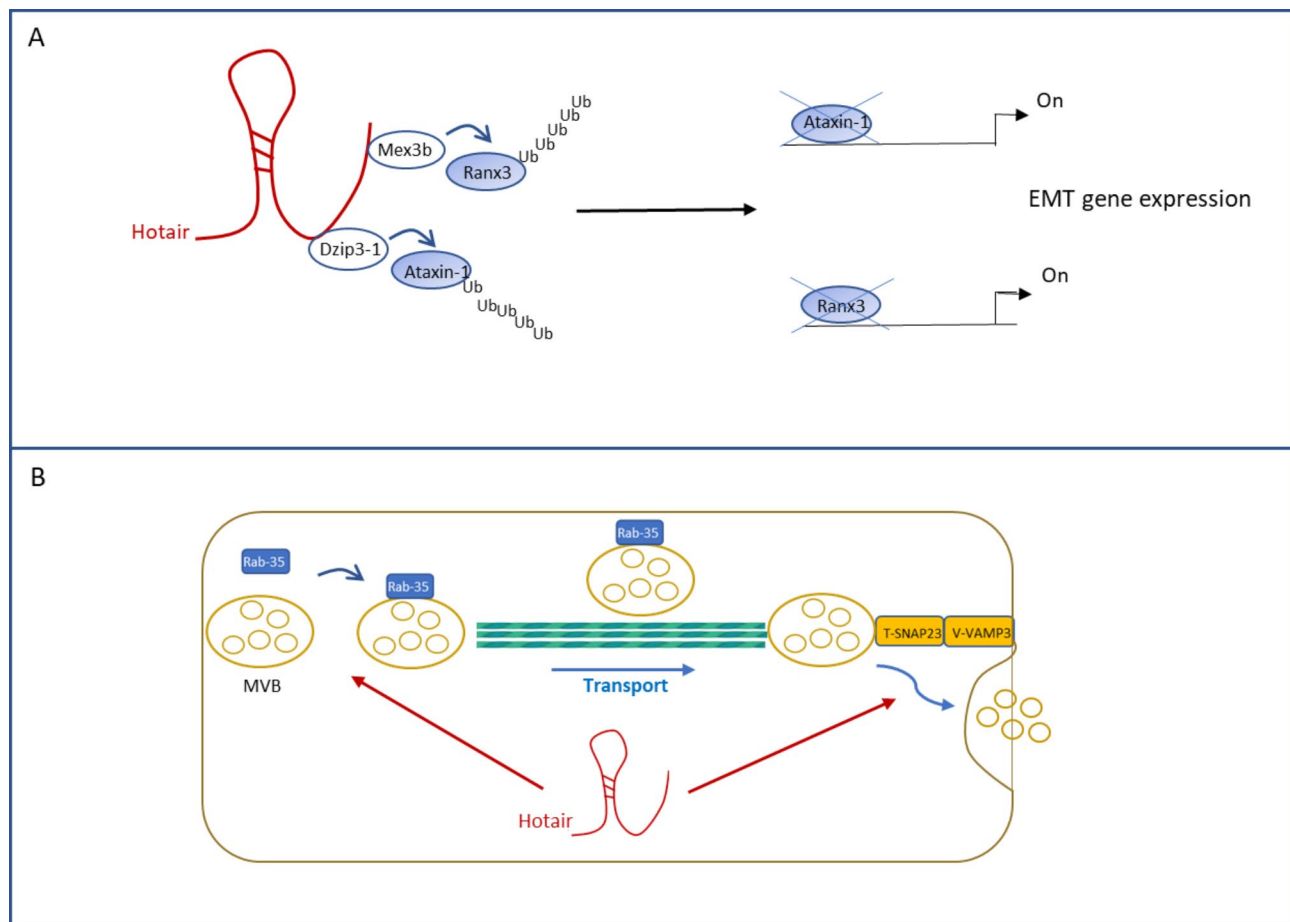 A
Hotair
Mex3b
Ranx3
Ub
Ub
Ub
Ub
Ub
Ub
Dzip3-1
Ataxin-1
Ub
UbUb
Ub
Ub
Ataxin-1
On
EMT gene expression
Ranx3
On
B
Rab-35
Rab-35
Rab-35
MVB
Transport
T-SNAP23
V-VAMP3
Hotair